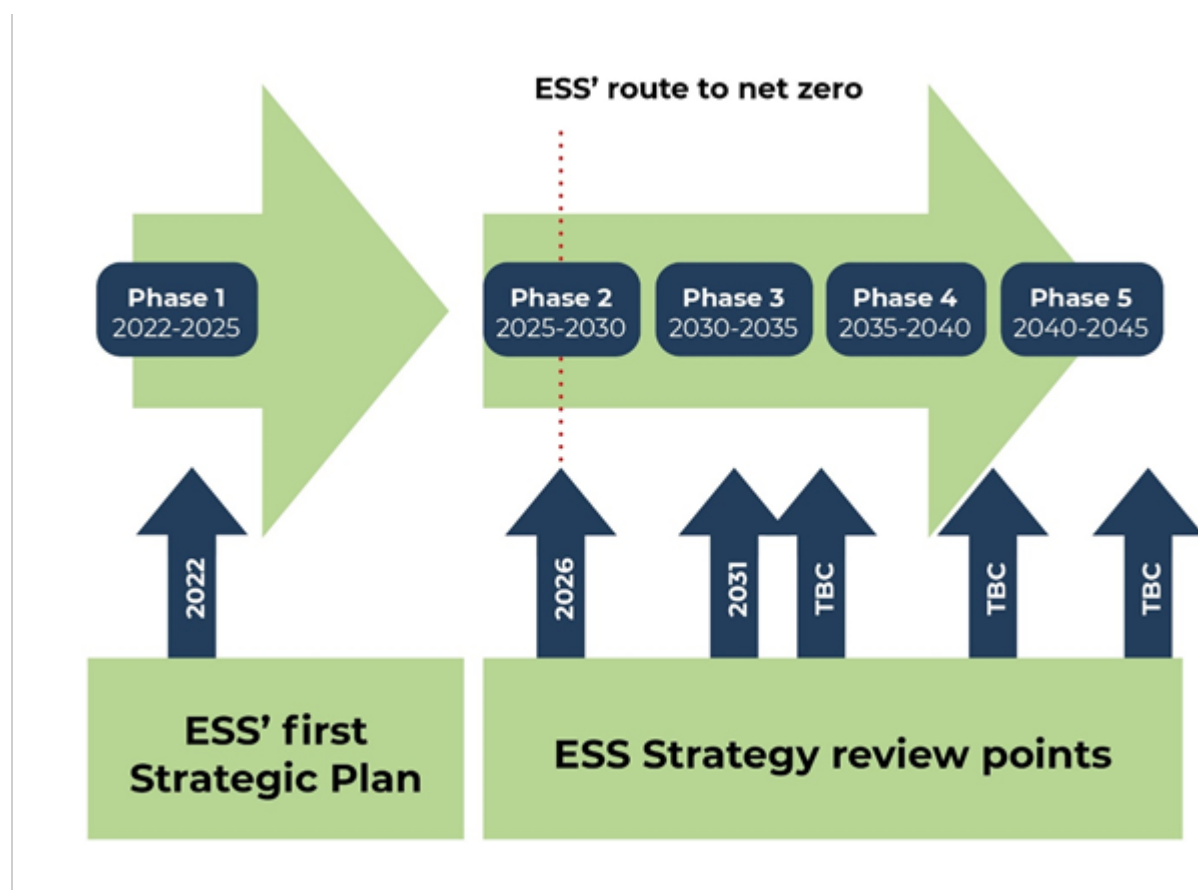 ESS’ route to net zero
Phase 1
2022-2025
Phase 2
2025-2030
Phase 3
2030-2035
Phase 4
2035-2040
Phase 5
2040-2045
2022
2026
2031
TBC
TBC
TBC
ESS’ first
Strategic Plan
ESS Strategy review points